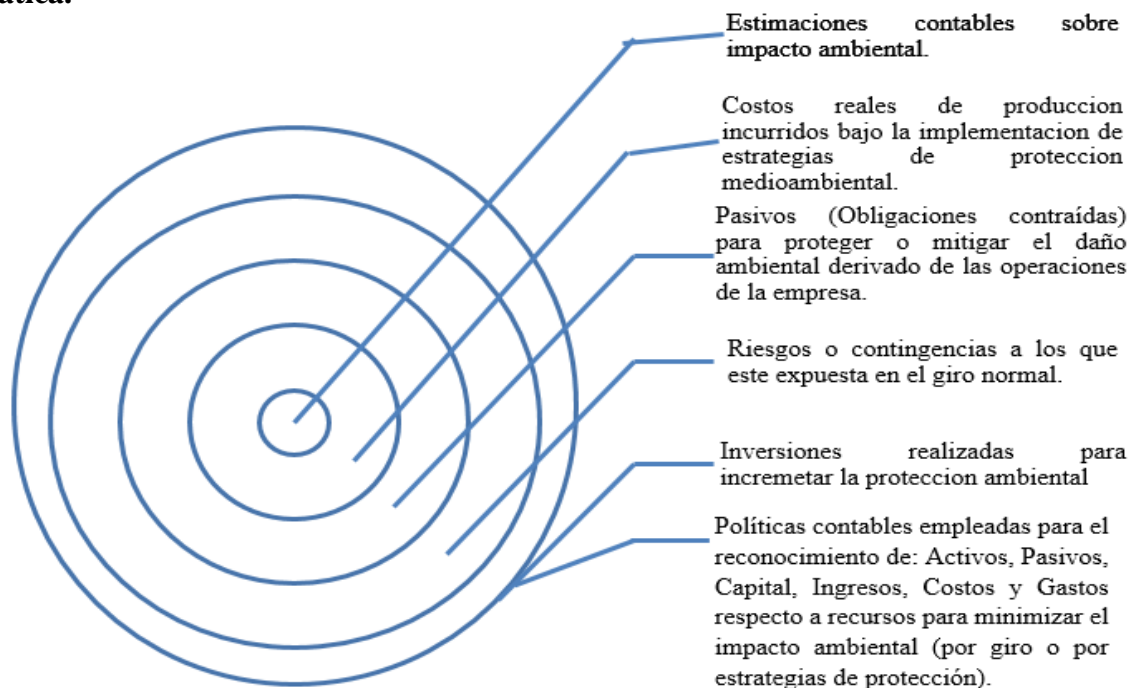 Estimaciones contables sobre
impacto ambiental.
Costos reales de produccion
incurridos bajo la implementacion de
estrategias de proteccion
medioambiental.
Pasivos (Obligaciones contraídas)
para proteger o mitigar el daño
ambiental derivado de las operaciones
de la empresa.
Riesgos o contingencias a los que
este expuesta en el giro normal.
Inversiones realizadas para
incremetar la proteccion ambiental
Políticas contables empleadas para el
reconocimiento de: Activos, Pasivos,
Capital, Ingresos, Costos y Gastos
respecto a recursos para minimizar el
impacto ambiental (por giro o por
estrategias de protección).